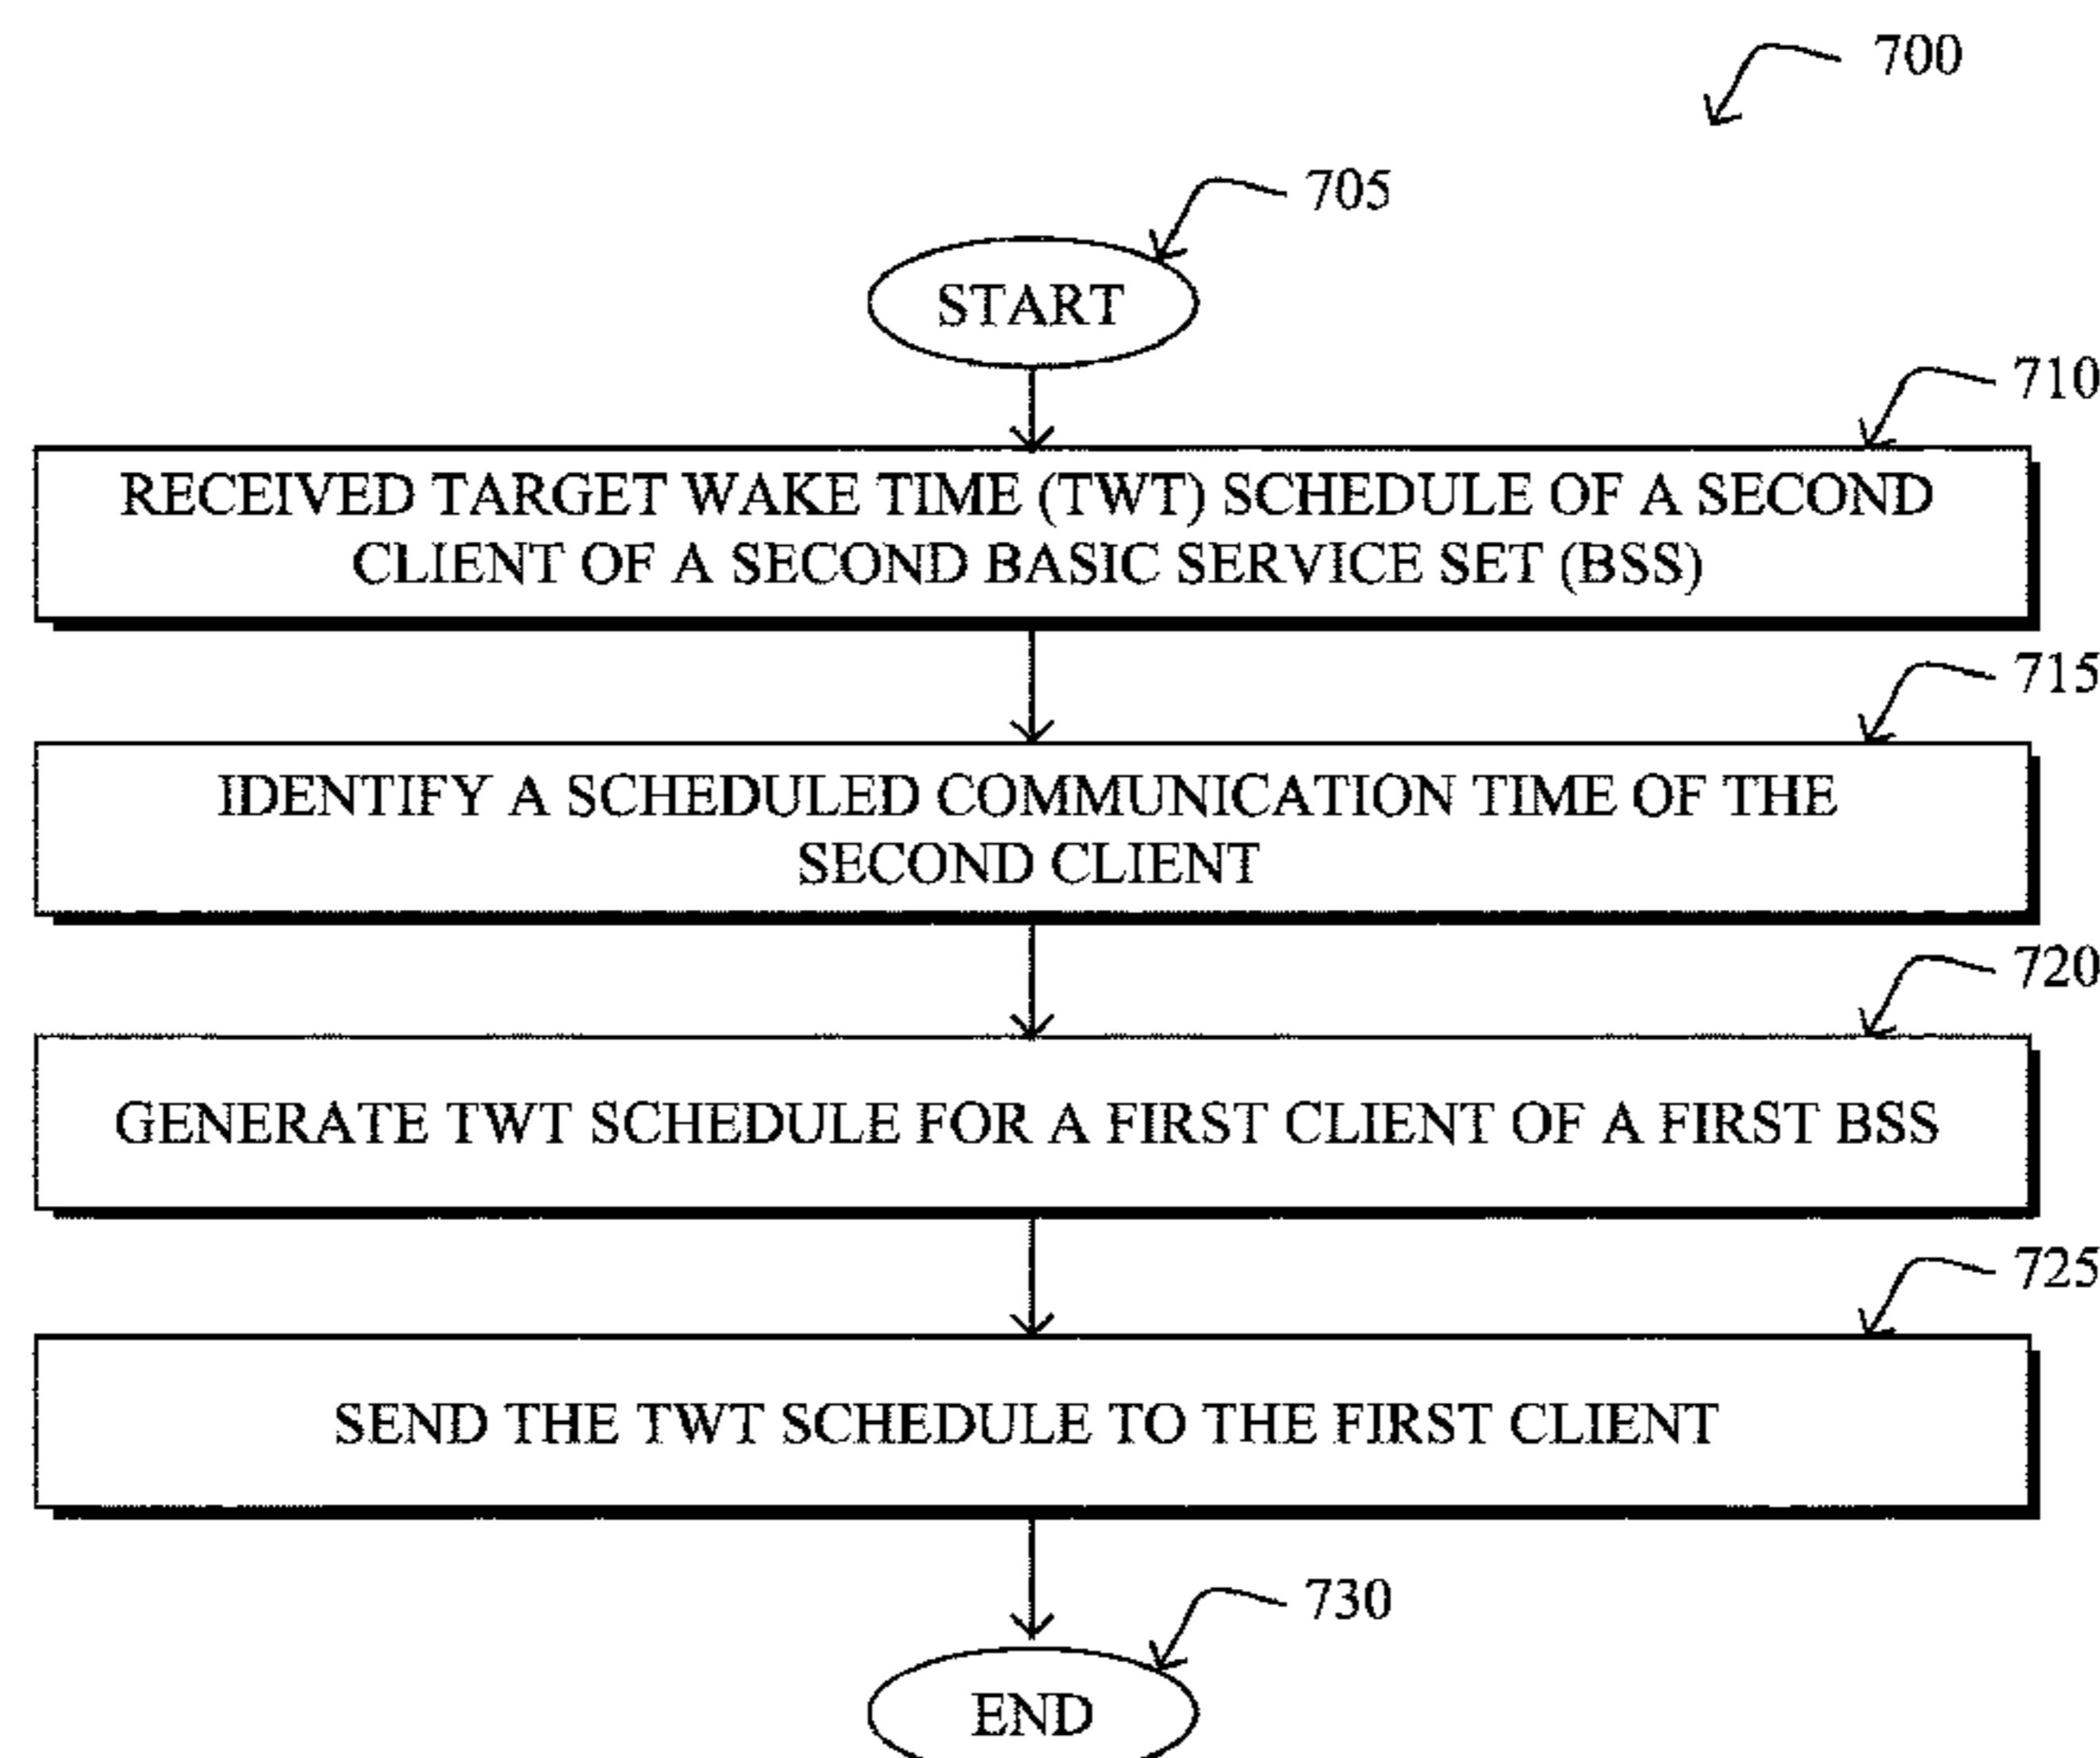 700
705
START
710
RECEIVED TARGET WAKE TIME (TWT) SCHEDULE OF A SECOND
CLIENT OF A SECOND BASIC SERVICE SET (BSS)
715
IDENTIFY A SCHEDULED COMMUNICATION TIME OF THE
SECOND CLIENT
720
GENERATE TWT SCHEDULE FOR A FIRST CLIENT OF A FIRST BSS
725
SEND THE TWT SCHEDULE TO THE FIRST CLIENT
730
END